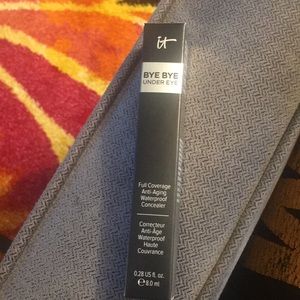 it
BYE BYE
UNDER EYE
Full Coverage
Anti-Aging
Waterproof
Concealer
Correcteur
Anti-Âge
Waterproof
Haute
Couvrance
0.28 US fl. oz.
℮ 8.0 ml